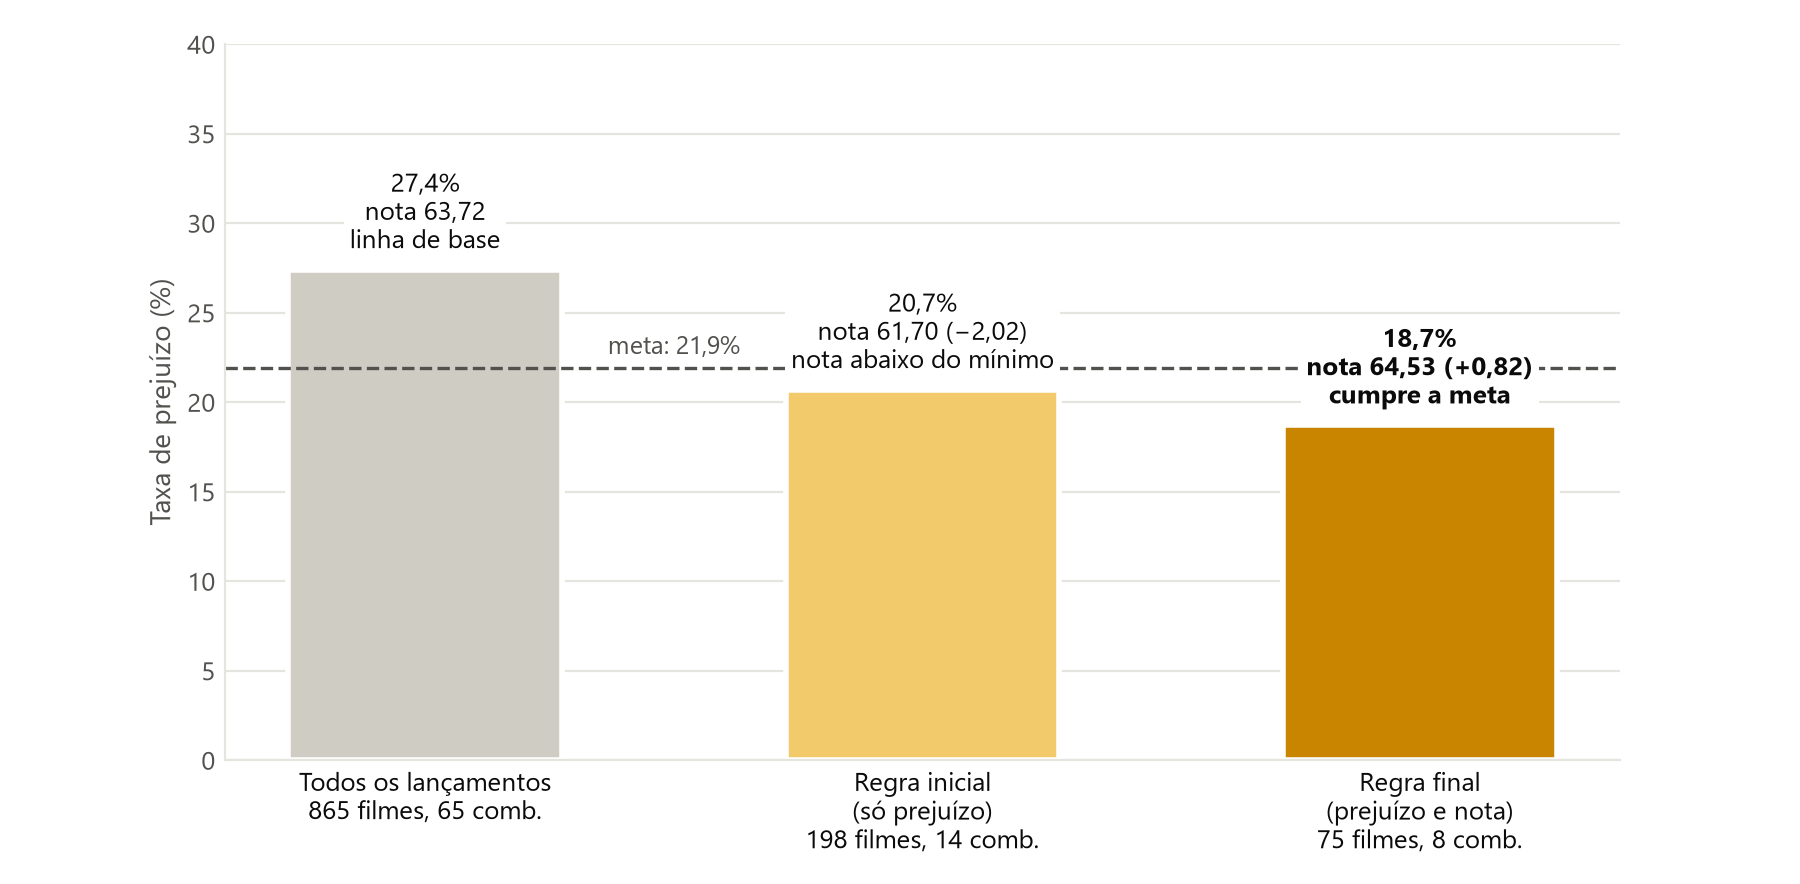 Taxa de prejuízo (%)
40
35
30
25
20
15
10
5
0
27,4%
nota 63,72
linha de base
meta: 21,9%
20,7%
nota 61,70 (−2,02)
nota abaixo do mínimo
18,7%
nota 64,53 (+0,82)
cumpre a meta
Todos os lançamentos
865 filmes, 65 comb.
Regra inicial
(só prejuízo)
198 filmes, 14 comb.
Regra final
(prejuízo e nota)
75 filmes, 8 comb.